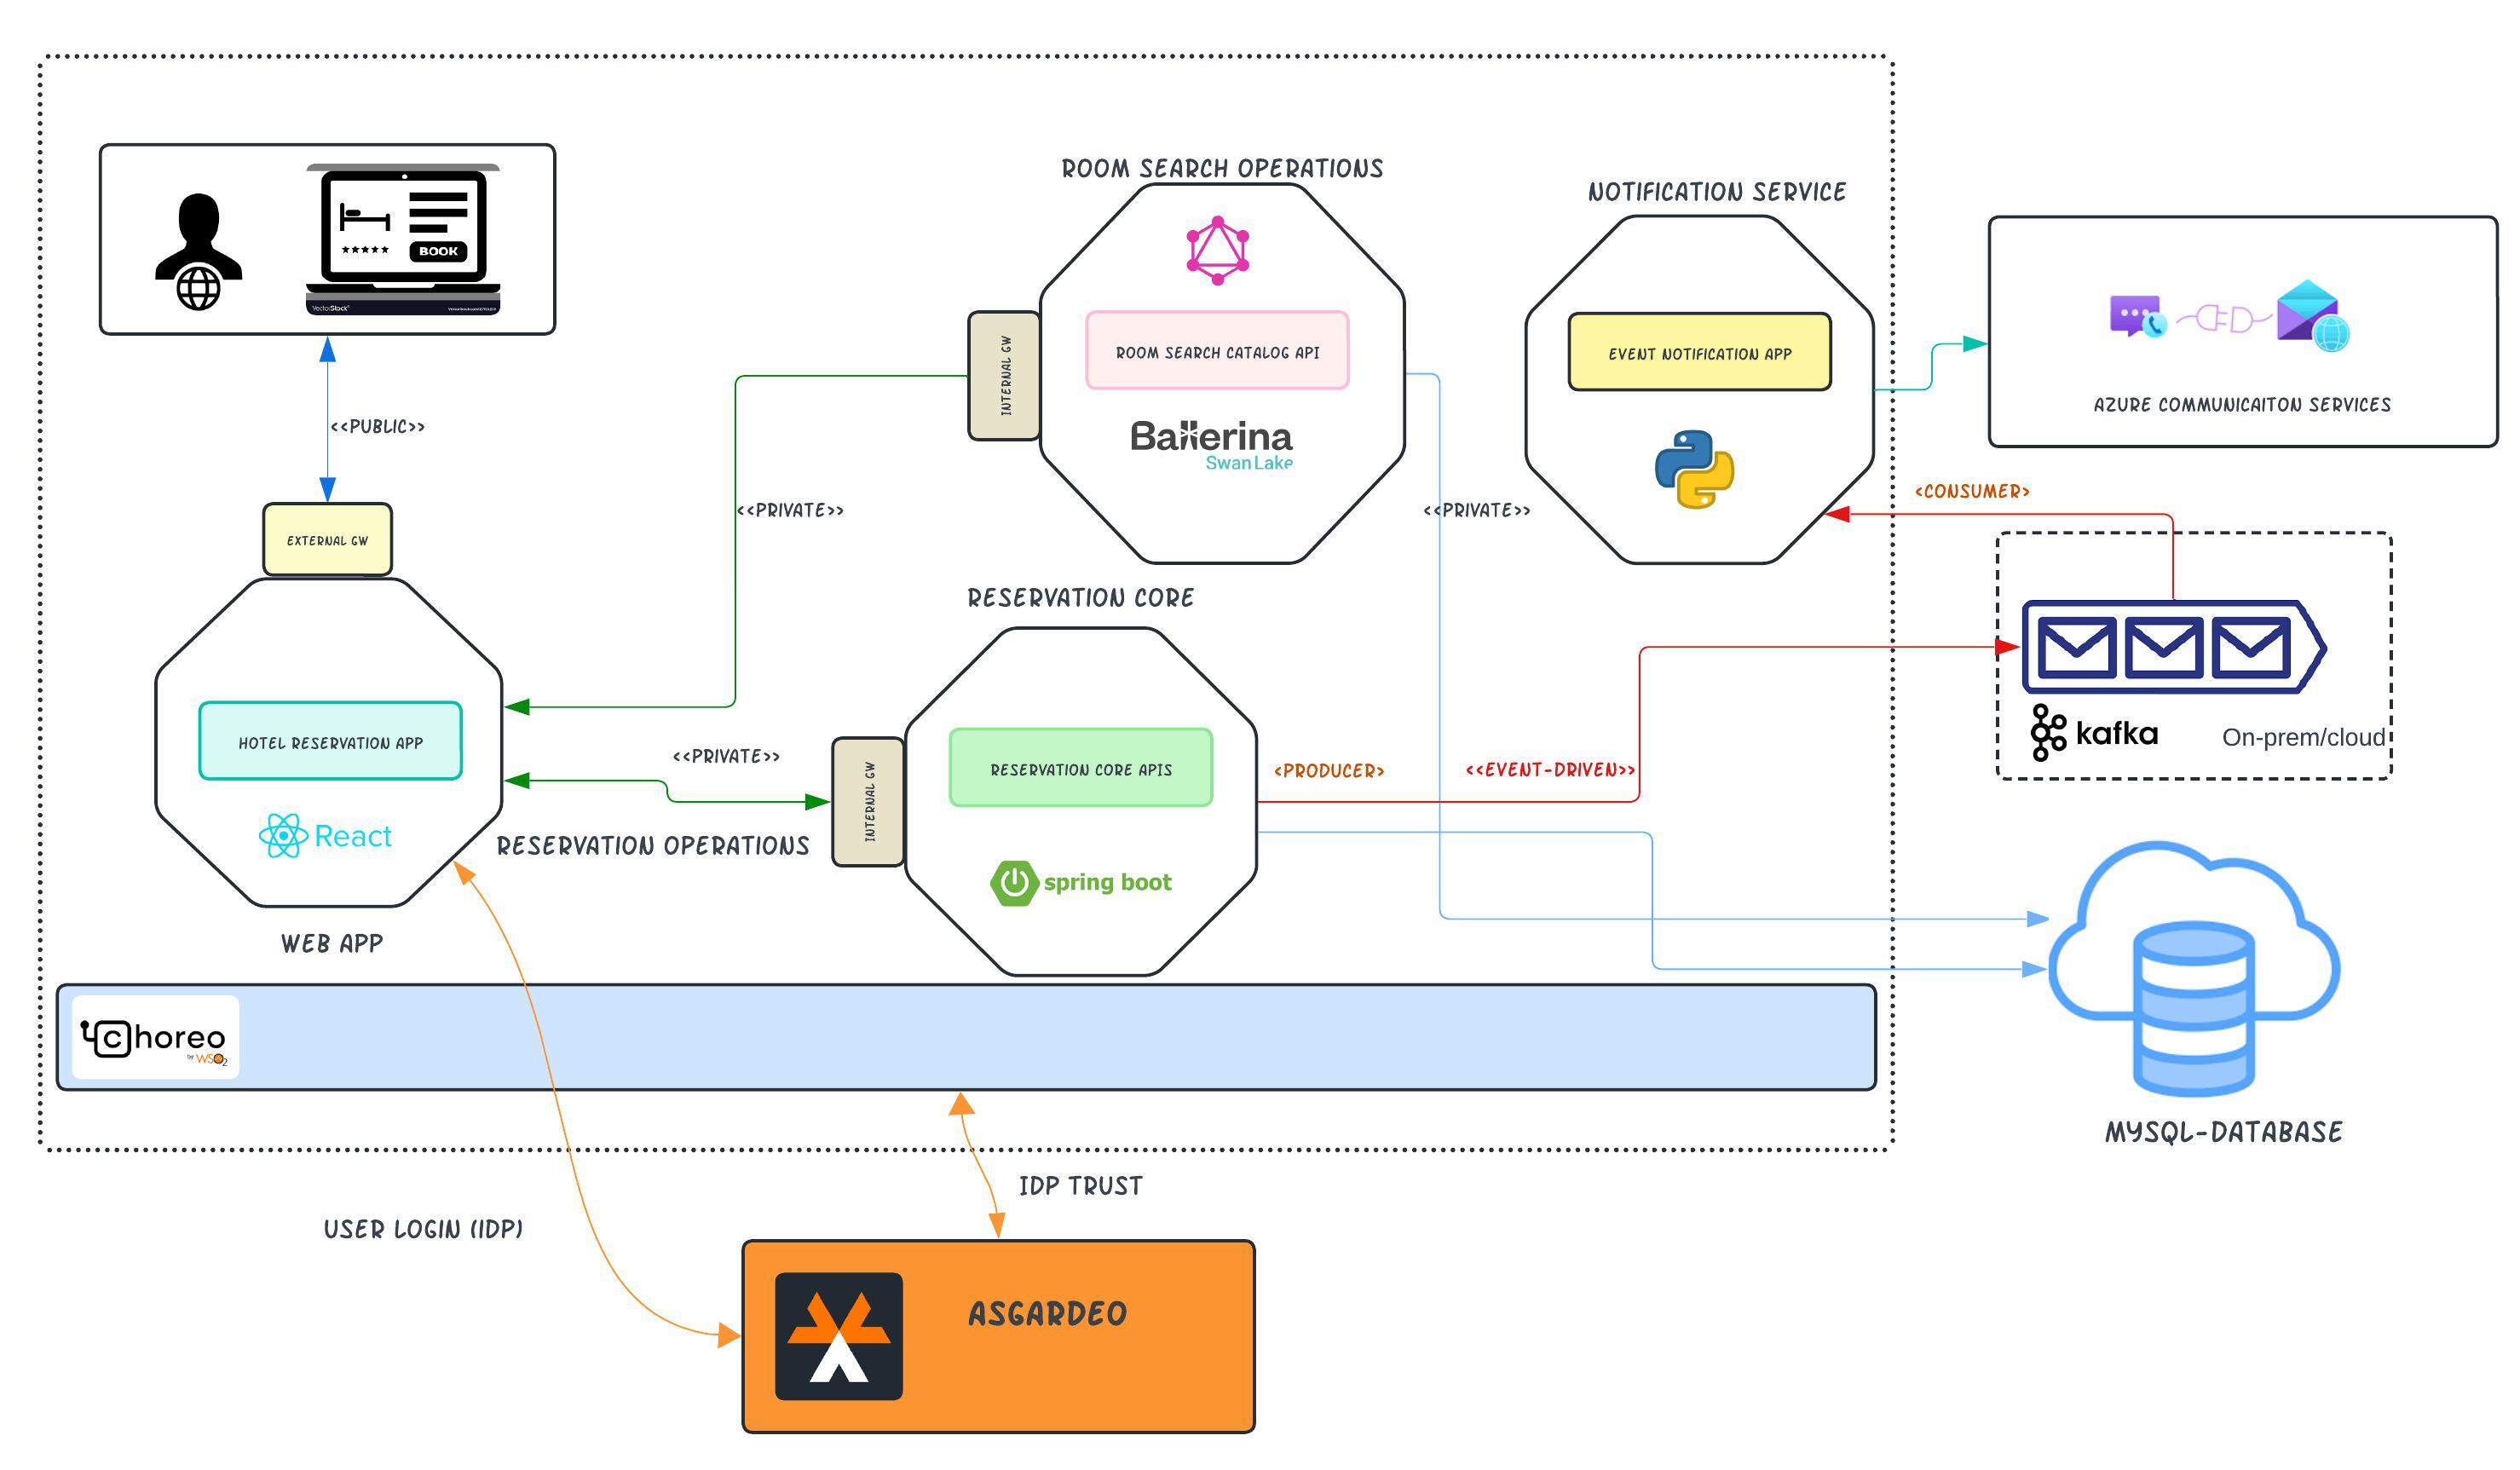 ROOM SEARCH OPERATIONS
NOTIFICATION SERVICE
BOOK
VectorStock®
ROOM SEARCH CATALOG API
INTERNAL GW
EVENT NOTIFICATION APP
AZURE COMMUNICAITON SERVICES
<<PUBLIC>>
Ballerina
Swan Lake
<<PRIVATE>>
<<PRIVATE>>
<CONSUMER>
EXTERNAL GW
RESERVATION CORE
kafka
On-prem/cloud
HOTEL RESERVATION APP
<<PRIVATE>>
INTERNAL GW
RESERVATION CORE APIS
<PRODUCER>
<<EVENT-DRIVEN>>
React
RESERVATION OPERATIONS
spring boot
WEB APP
choreo
by WSO2
MYSQL-DATABASE
IDP TRUST
USER LOGIN (IDP)
ASGARDEO